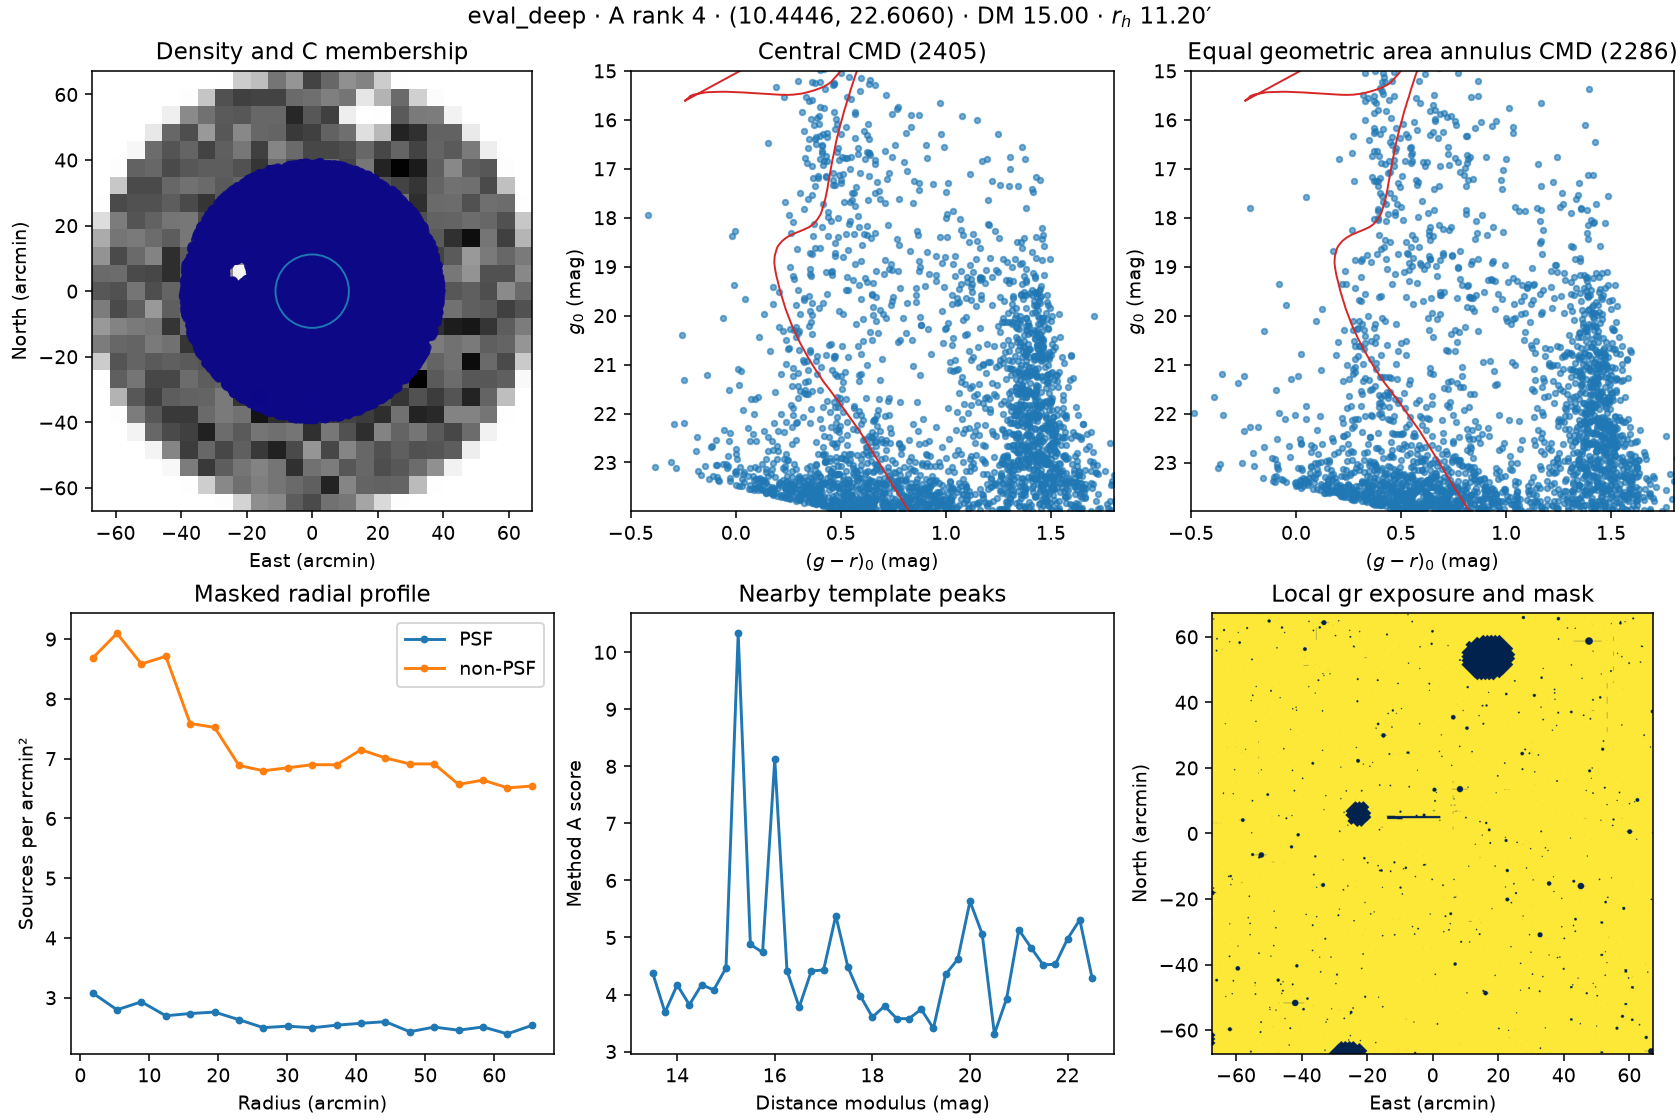 eval_deep · A rank 4 · (10.4446, 22.6060) · DM 15.00 · r_h 11.20′
Density and C membership
60
40
20
0
−20
−40
−60
North (arcmin)
−60 −40 −20 0 20 40 60
East (arcmin)
Central CMD (2405)
15
16
17
18
19
20
21
22
23
g₀ (mag)
−0.5 0.0 0.5 1.0 1.5
(g − r)₀ (mag)
Equal geometric area annulus CMD (2286)
15
16
17
18
19
20
21
22
23
g₀ (mag)
−0.5 0.0 0.5 1.0 1.5
(g − r)₀ (mag)
Masked radial profile
PSF
non-PSF
9
8
7
6
5
4
3
Sources per arcmin²
0 10 20 30 40 50 60
Radius (arcmin)
Nearby template peaks
10
9
8
7
6
5
4
3
Method A score
14 16 18 20 22
Distance modulus (mag)
Local gr exposure and mask
60
40
20
0
−20
−40
−60
North (arcmin)
−60 −40 −20 0 20 40 60
East (arcmin)